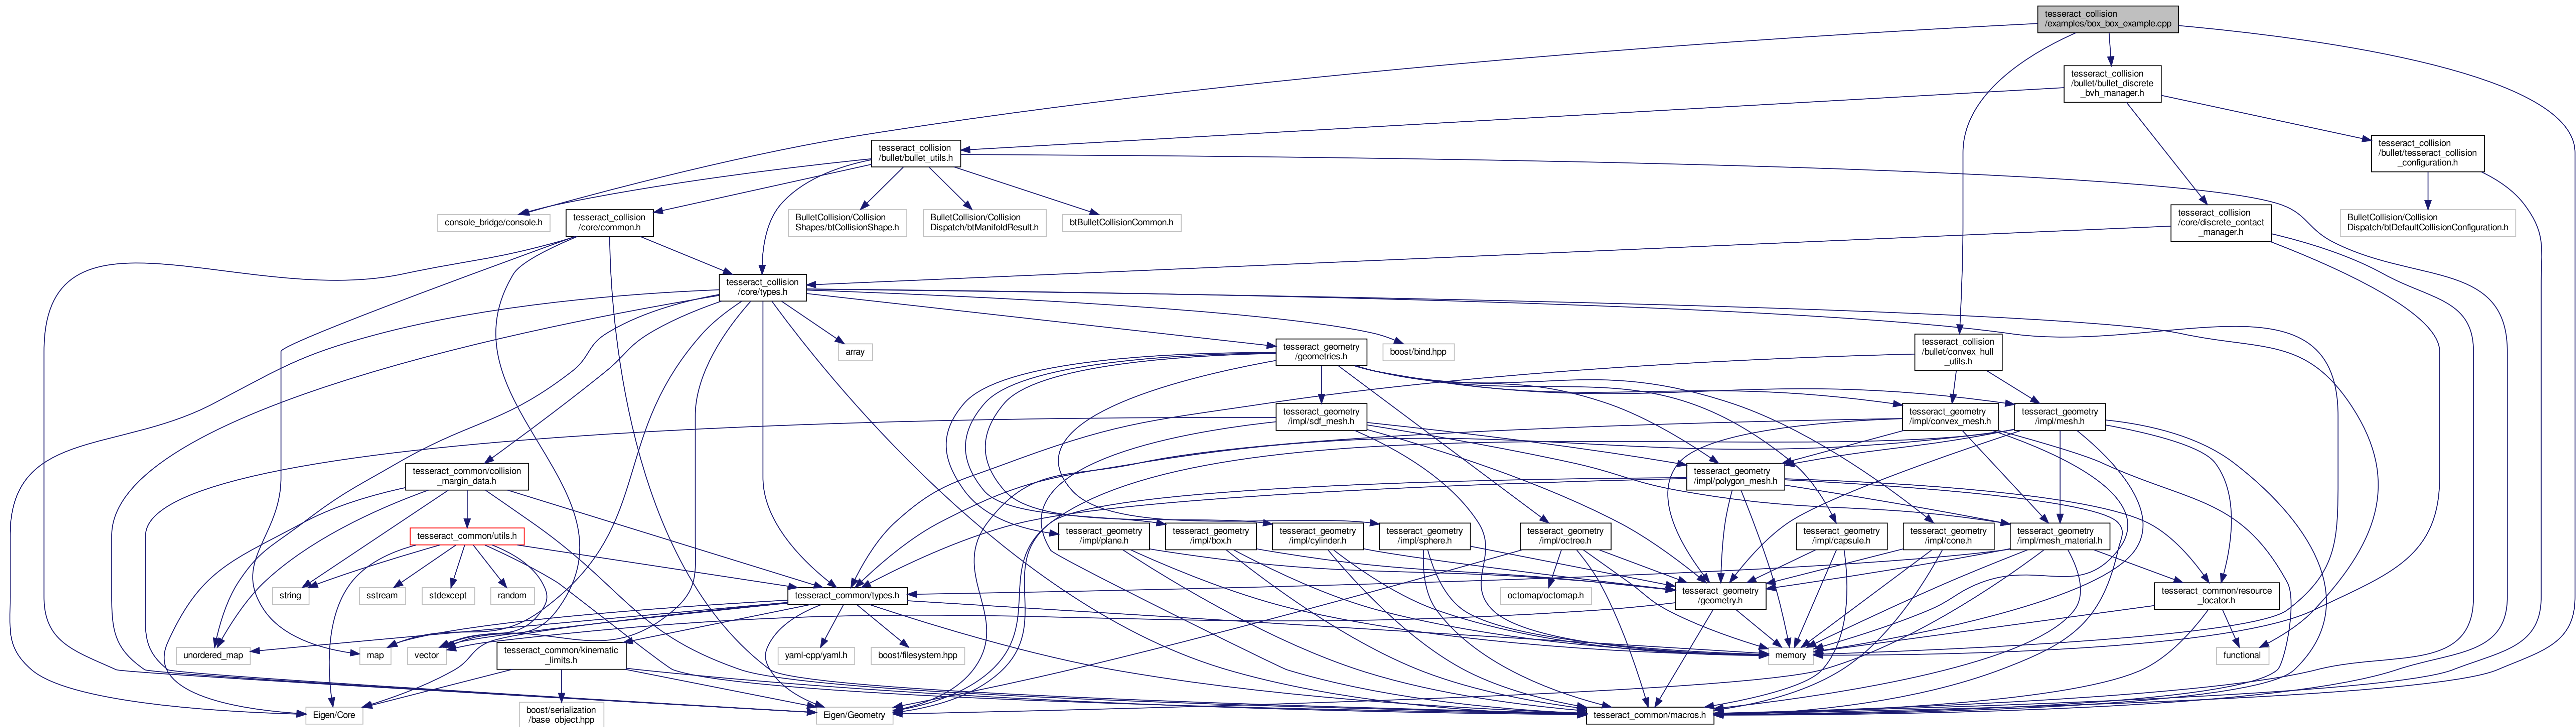 tesseract_collision
/examples/box_box_example.cpp
tesseract_collision
/bullet/bullet_discrete
_bvh_manager.h
tesseract_collision
/bullet/bullet_utils.h
tesseract_collision
/bullet/tesseract_collision
_configuration.h
console_bridge/console.h
tesseract_collision
/core/common.h
BulletCollision/Collision
Shapes/btCollisionShape.h
BulletCollision/Collision
Dispatch/btManifoldResult.h
btBulletCollisionCommon.h
tesseract_collision
/core/discrete_contact
_manager.h
BulletCollision/Collision
Dispatch/btDefaultCollisionConfiguration.h
tesseract_collision
/core/types.h
array
tesseract_geometry
/geometries.h
boost/bind.hpp
tesseract_collision
/bullet/convex_hull
_utils.h
tesseract_geometry
/impl/sdf_mesh.h
tesseract_geometry
/impl/convex_mesh.h
tesseract_geometry
/impl/mesh.h
tesseract_common/collision
_margin_data.h
tesseract_geometry
/impl/polygon_mesh.h
tesseract_common/utils.h
tesseract_geometry
/impl/plane.h
tesseract_geometry
/impl/box.h
tesseract_geometry
/impl/cylinder.h
tesseract_geometry
/impl/sphere.h
tesseract_geometry
/impl/octree.h
tesseract_geometry
/impl/capsule.h
tesseract_geometry
/impl/cone.h
tesseract_geometry
/impl/mesh_material.h
string
sstream
stdexcept
random
tesseract_common/types.h
octomap/octomap.h
tesseract_geometry
/geometry.h
tesseract_common/resource
_locator.h
unordered_map
map
vector
tesseract_common/kinematic
_limits.h
yaml-cpp/yaml.h
boost/filesystem.hpp
memory
functional
Eigen/Core
boost/serialization
/base_object.hpp
Eigen/Geometry
tesseract_common/macros.h